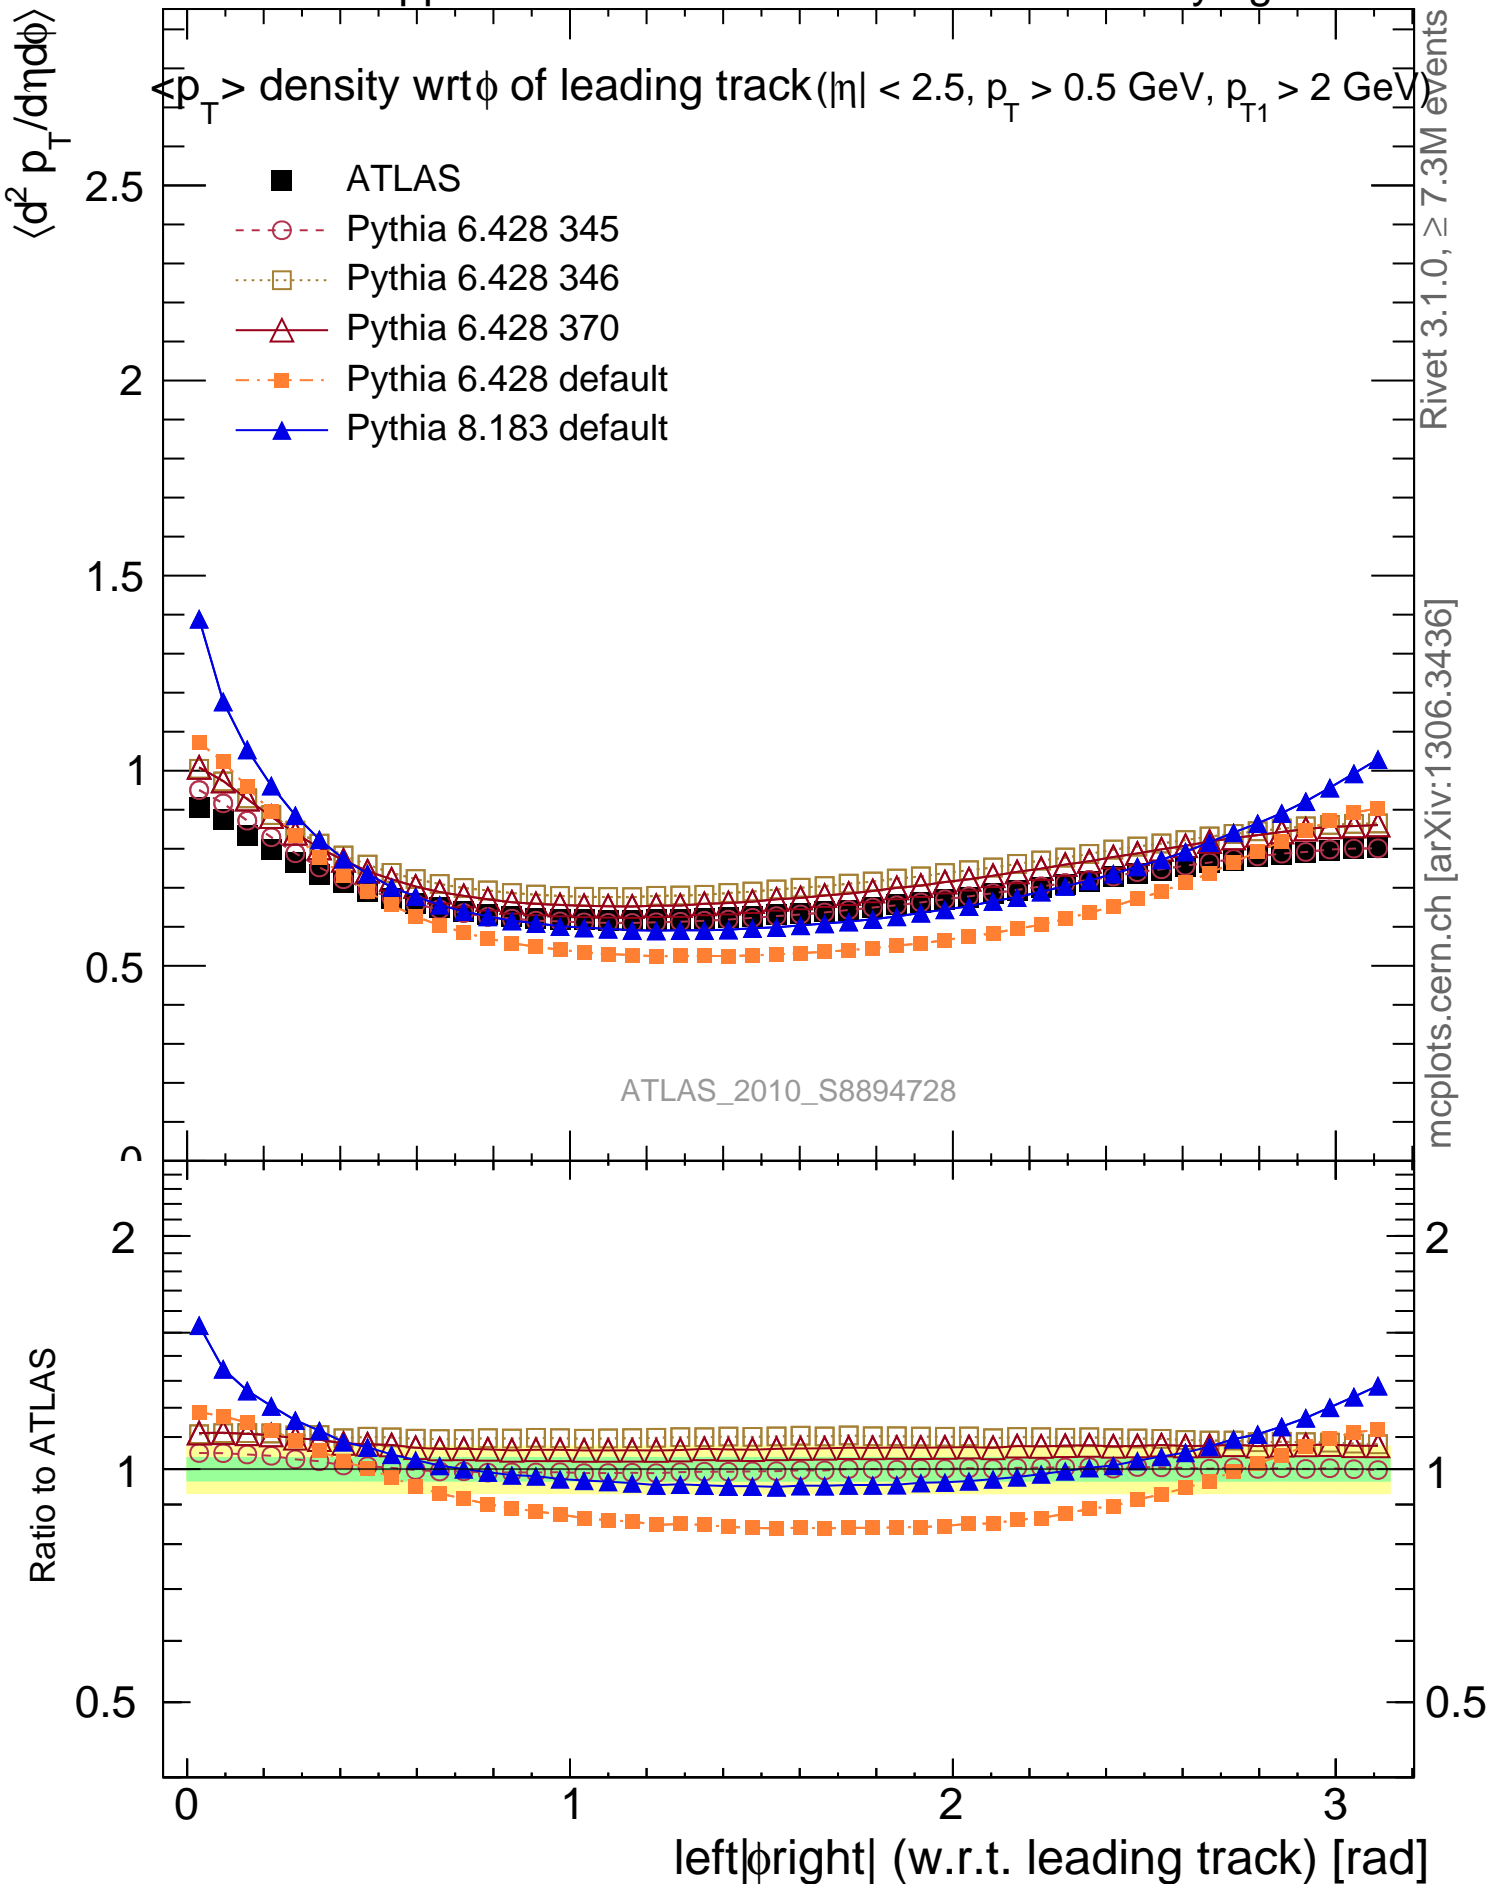 ⟨d² p_T/dηdϕ⟩
<p_T> density wrtϕ of leading track(|η| < 2.5, p_T > 0.5 GeV, p_T1 > 2 GeV)
ATLAS
Pythia 6.428 345
Pythia 6.428 346
Pythia 6.428 370
Pythia 6.428 default
Pythia 8.183 default
2.5
2
1.5
1
0.5
0
ATLAS_2010_S8894728
Rivet 3.1.0, ≥ 7.3M events
mcplots.cern.ch [arXiv:1306.3436]
Ratio to ATLAS
2
1
0.5
2
1
0.5
0 1 2 3
left|ϕright| (w.r.t. leading track) [rad]